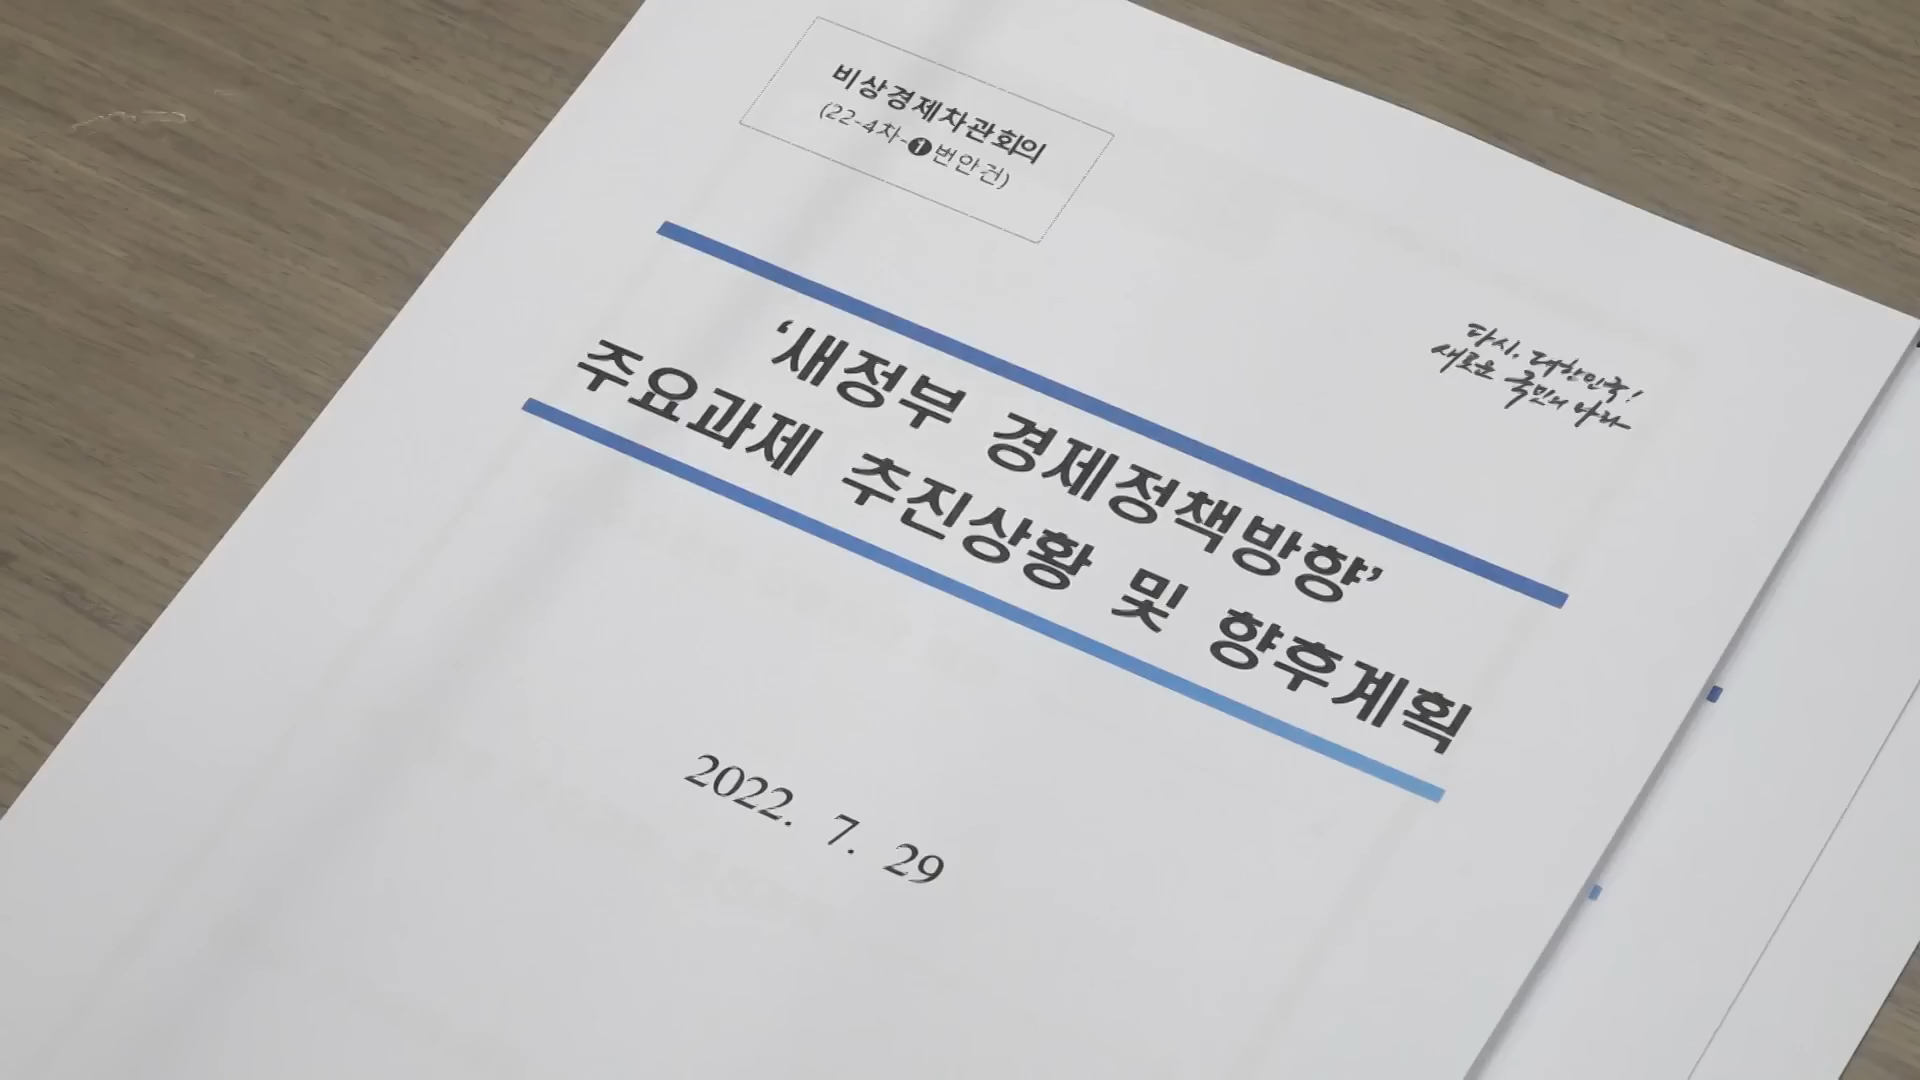 비상경제차관회의
(22-4차-❶번안건)
다시, 대한민국!
새로운 국민의 나라
‘새정부 경제정책방향’
주요과제 추진상황 및 향후계획
2022. 7. 29